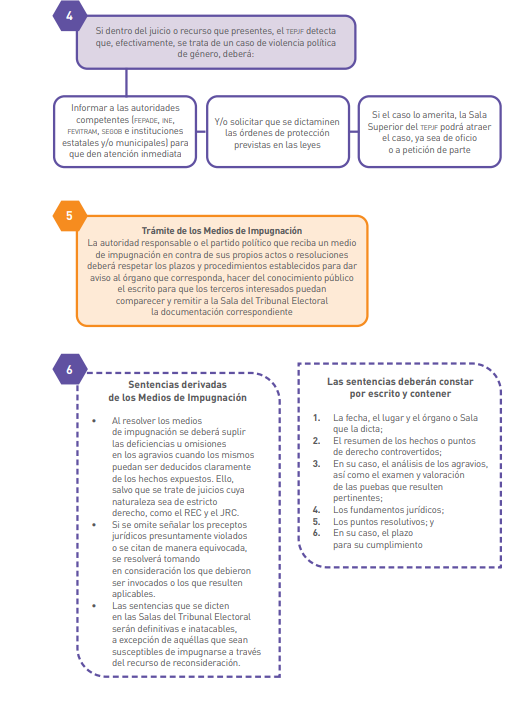 4
Si dentro del juicio o recurso que presentes, el TEPJF detecta
que, efectivamente, se trata de un caso de violencia política
de género, deberá:
Informar a las autoridades
competentes (FEPADE, INE,
FEVITRAM, SEGOB e instituciones
estatales y/o municipales) para
que den atención inmediata
Y/o solicitar que se dictaminen
las órdenes de protección
previstas en las leyes
Si el caso lo amerita, la Sala
Superior del TEPJF podrá atraer
el caso, ya sea de oficio
o a petición de parte
5
Trámite de los Medios de Impugnación
La autoridad responsable o el partido político que reciba un medio
de impugnación en contra de sus propios actos o resoluciones
deberá respetar los plazos y procedimientos establecidos para dar
aviso al órgano que corresponda, hacer del conocimiento público
el escrito para que los terceros interesados puedan
comparecer y remitir a la Sala del Tribunal Electoral
la documentación correspondiente
6
Sentencias derivadas
de los Medios de Impugnación
• Al resolver los medios
de impugnación se deberá suplir
las deficiencias u omisiones
en los agravios cuando los mismos
puedan ser deducidos claramente
de los hechos expuestos. Ello,
salvo que se trate de juicios cuya
naturaleza sea de estricto
derecho, como el REC y el JRC.
• Si se omite señalar los preceptos
jurídicos presuntamente violados
o se citan de manera equivocada,
se resolverá tomando
en consideración los que debieron
ser invocados o los que resulten
aplicables.
• Las sentencias que se dicten
en las Salas del Tribunal Electoral
serán definitivas e inatacables,
a excepción de aquéllas que sean
susceptibles de impugnarse a través
del recurso de reconsideración.
Las sentencias deberán constar
por escrito y contener
1. La fecha, el lugar y el órgano o Sala
que la dicta;
2. El resumen de los hechos o puntos
de derecho controvertidos;
3. En su caso, el análisis de los agravios,
así como el examen y valoración
de las puebas que resulten
pertinentes;
4. Los fundamentos jurídicos;
5. Los puntos resolutivos; y
6. En su caso, el plazo
para su cumplimiento